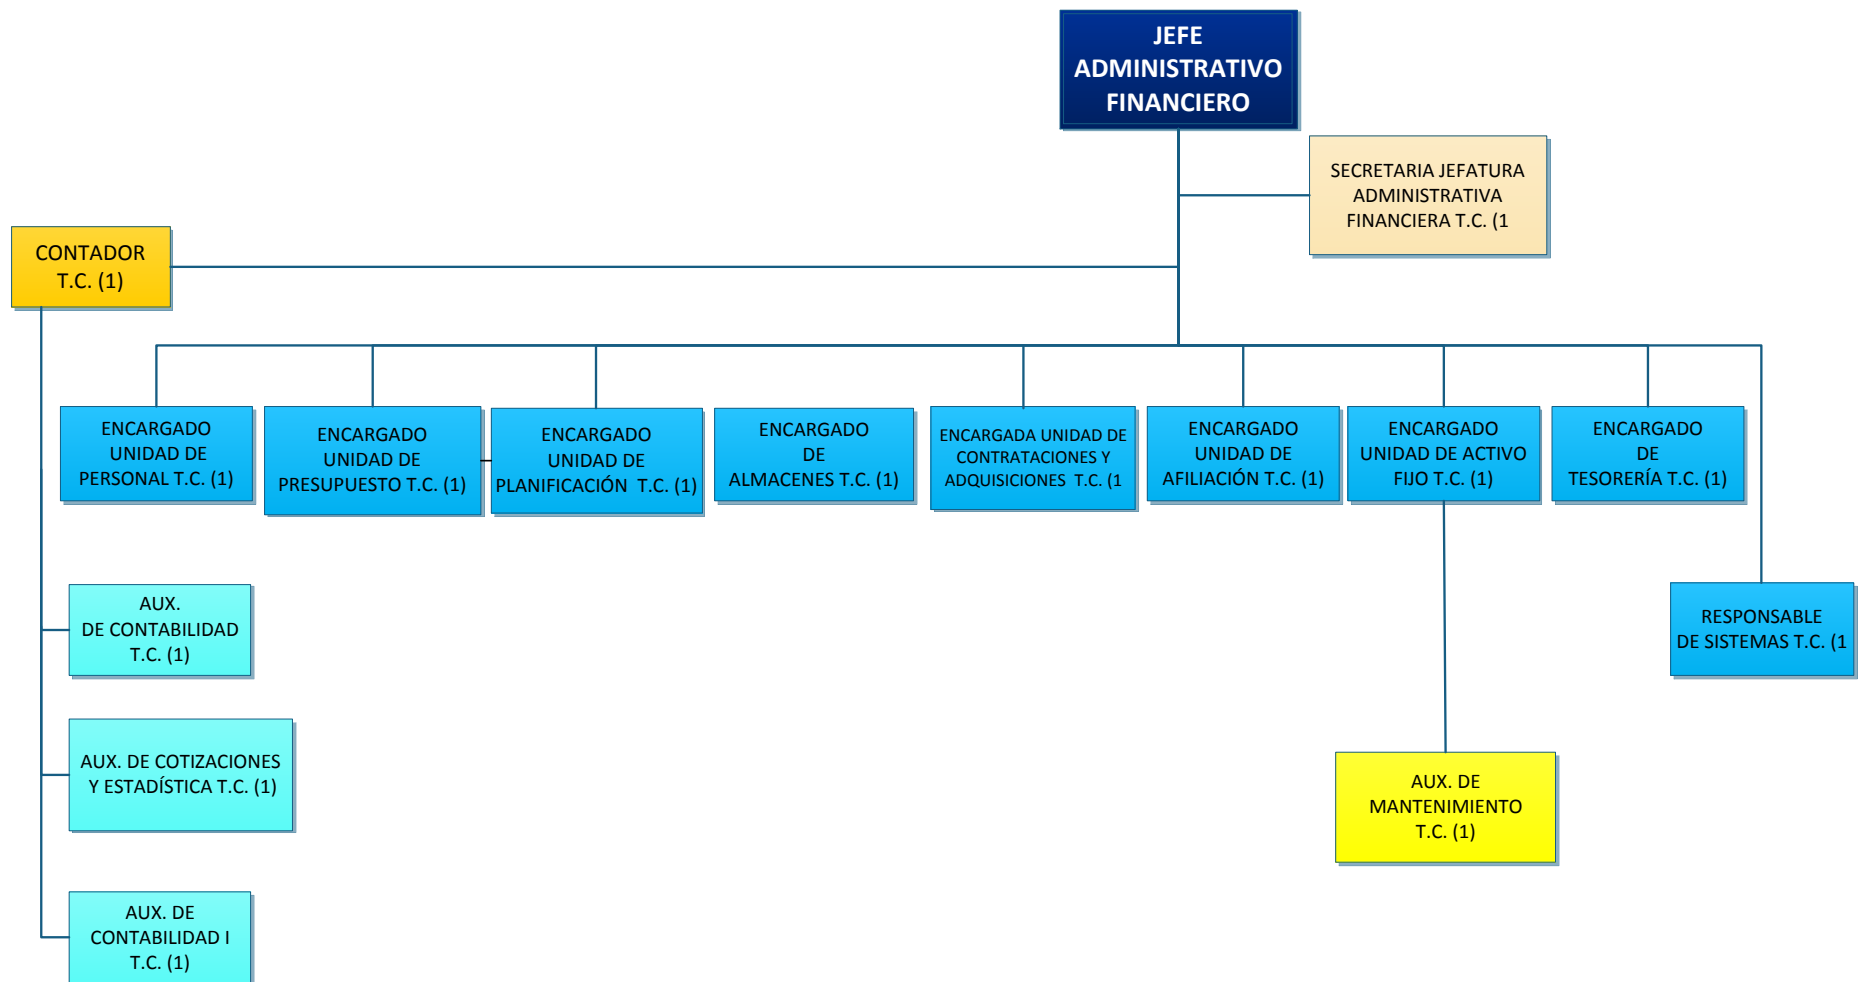 JEFE
ADMINISTRATIVO
FINANCIERO
SECRETARIA JEFATURA
ADMINISTRATIVA
FINANCIERA T.C. (1
CONTADOR
T.C. (1)
ENCARGADO
UNIDAD DE
PERSONAL T.C. (1)
ENCARGADO
UNIDAD DE
PRESUPUESTO T.C. (1)
ENCARGADO
UNIDAD DE
PLANIFICACIÓN T.C. (1)
ENCARGADO
DE
ALMACENES T.C. (1)
ENCARGADA UNIDAD DE
CONTRATACIONES Y
ADQUISICIONES T.C. (1
ENCARGADO
UNIDAD DE
AFILIACIÓN T.C. (1)
ENCARGADO
UNIDAD DE ACTIVO
FIJO T.C. (1)
ENCARGADO
DE
TESORERÍA T.C. (1)
AUX.
DE CONTABILIDAD
T.C. (1)
RESPONSABLE
DE SISTEMAS T.C. (1
AUX. DE COTIZACIONES
Y ESTADÍSTICA T.C. (1)
AUX. DE
MANTENIMIENTO
T.C. (1)
AUX. DE
CONTABILIDAD I
T.C. (1)